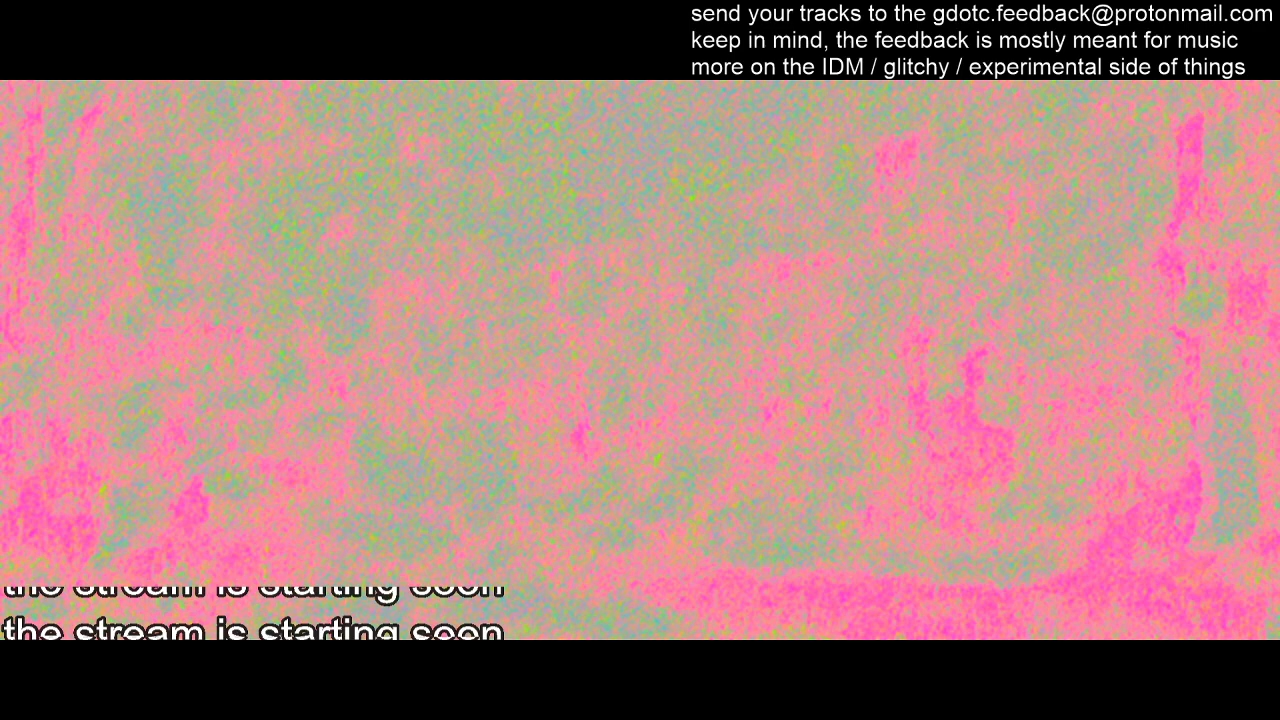 send your tracks to the gdotc.feedback@protonmail.com
keep in mind, the feedback is mostly meant for music
more on the IDM / glitchy / experimental side of things
the stream is starting soon
the stream is starting soon